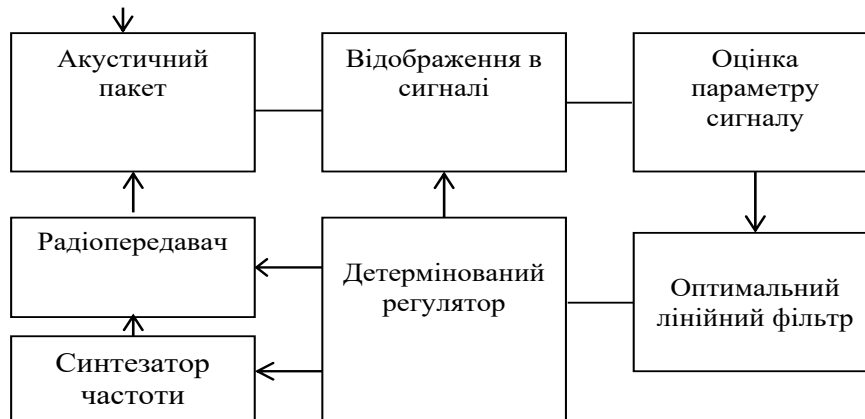 Акустичний
пакет
Відображення в
сигналі
Оцінка
параметру
сигналу
Радіопередавач
Детермінований
регулятор
Оптимальний
лінійний фільтр
Синтезатор
частоти